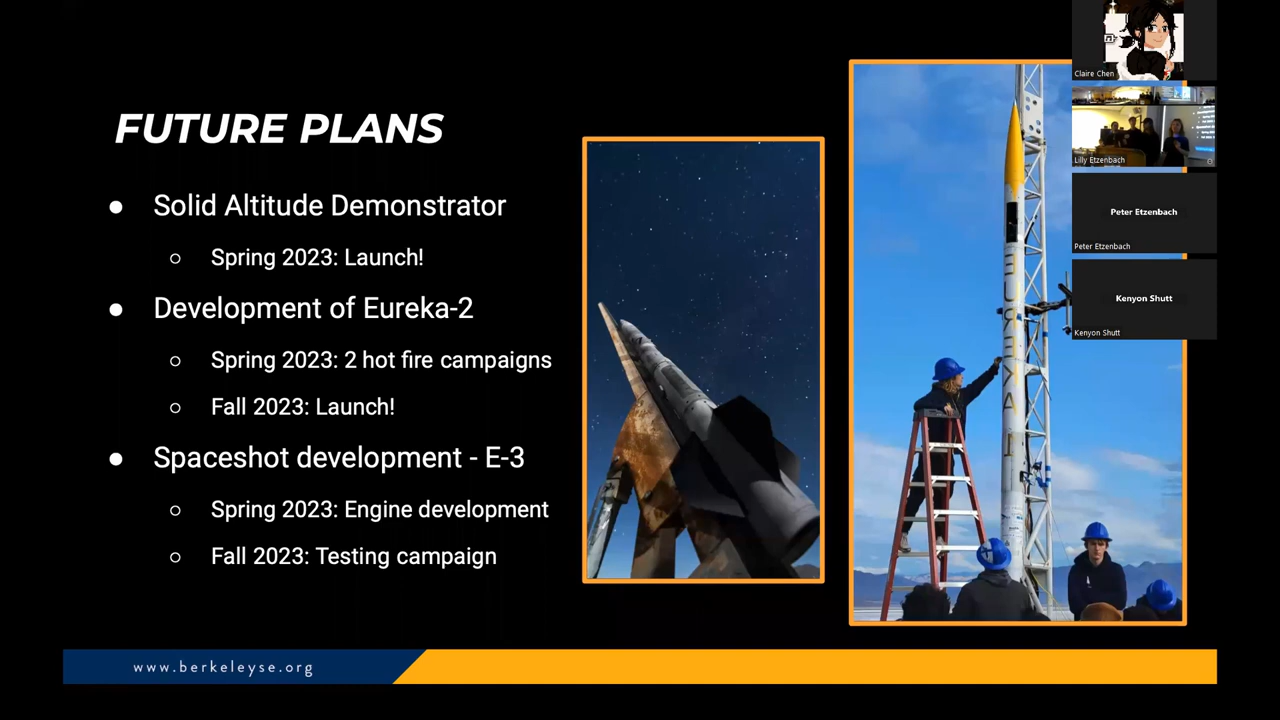 FUTURE PLANS
● Solid Altitude Demonstrator
○ Spring 2023: Launch!
● Development of Eureka-2
○ Spring 2023: 2 hot fire campaigns
○ Fall 2023: Launch!
● Spaceshot development - E-3
○ Spring 2023: Engine development
○ Fall 2023: Testing campaign
www.berkeleyse.org
EUREKA-1
Claire Chen
Lilly Etzenbach
Peter Etzenbach
Peter Etzenbach
Kenyon Shutt
Kenyon Shutt